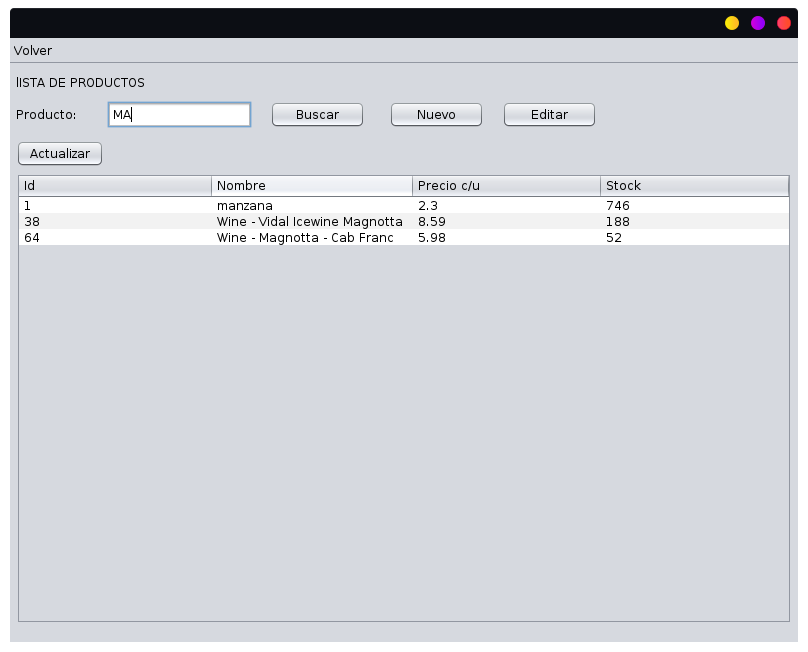 Volver
lISTA DE PRODUCTOS
Producto: MA Buscar Nuevo Editar
Actualizar
Id Nombre Precio c/u Stock
1 manzana 2.3 746
38 Wine - Vidal Icewine Magnotta 8.59 188
64 Wine - Magnotta - Cab Franc 5.98 52